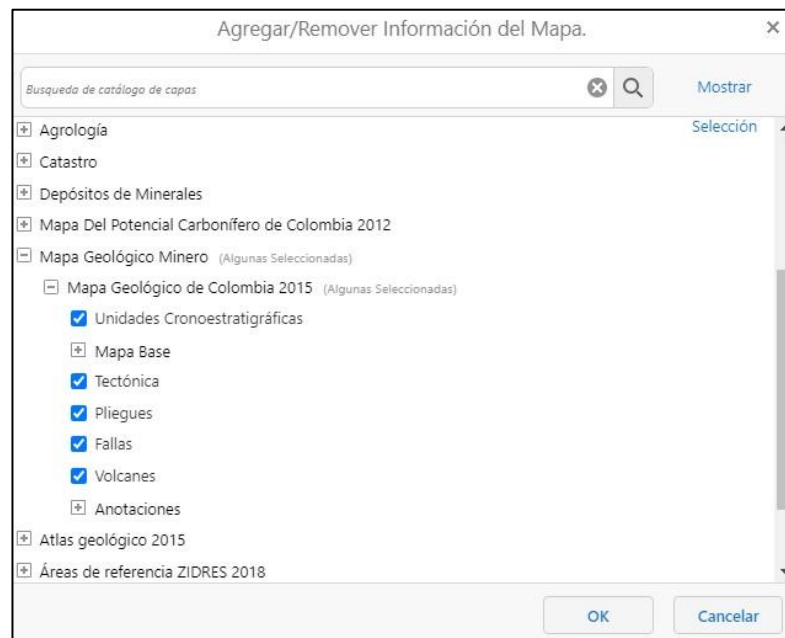 Agregar/Remover Información del Mapa.
Busqueda de catálogo de capas
Mostrar
Selección
Agrología
Catastro
Depósitos de Minerales
Mapa Del Potencial Carbonífero de Colombia 2012
Mapa Geológico Minero (Algunas Seleccionadas)
Mapa Geológico de Colombia 2015 (Algunas Seleccionadas)
Unidades Cronoestratigráficas
Mapa Base
Tectónica
Pliegues
Fallas
Volcanes
Anotaciones
Atlas geológico 2015
Áreas de referencia ZIDRES 2018
OK Cancelar